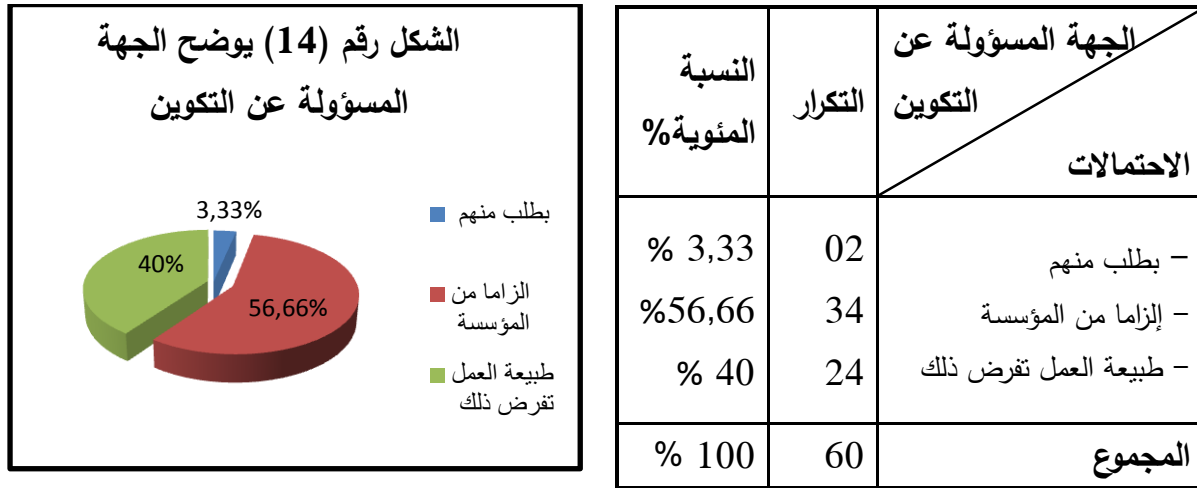 الجهة المسؤولة عن
التكوين
الاحتمالات
التكرار
النسبة
المئوية%
– بطلب منهم
02
3,33 %
– إلزاما من المؤسسة
34
56,66%
– طبيعة العمل تفرض ذلك
24
40 %
المجموع
60
100 %
الشكل رقم (14) يوضح الجهة
المسؤولة عن التكوين
3,33%
56,66%
40%
بطلب منهم
الزاما من
المؤسسة
طبيعة العمل
تفرض ذلك